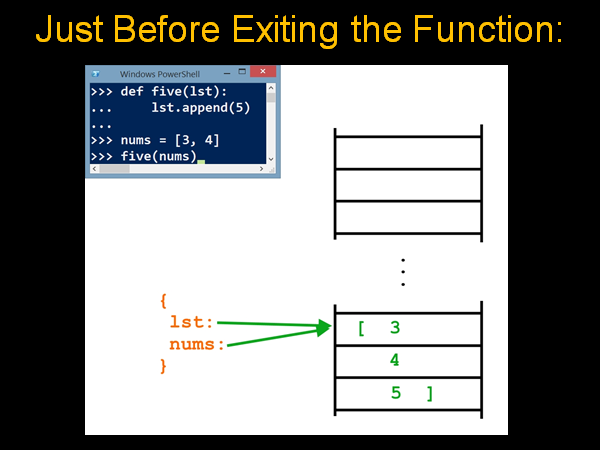 Just Before Exiting the Function:
Windows PowerShell
>>> def five(lst):
...     lst.append(5)
...
>>> nums = [3, 4]
>>> five(nums)_
{
lst:
nums:
}
[ 3
4
5 ]